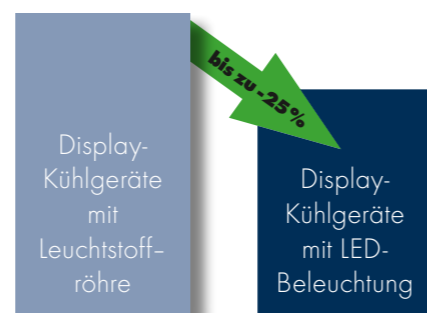 bis zu -25%
Display-
Kühlgeräte
mit
Leuchtstoff-
röhre
Display-
Kühlgeräte
mit LED-
Beleuchtung